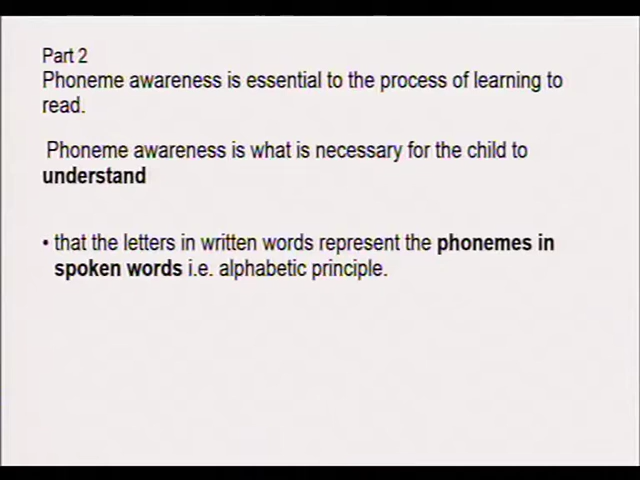 Part 2
Phoneme awareness is essential to the process of learning to
read.
Phoneme awareness is what is necessary for the child to
understand
• that the letters in written words represent the phonemes in
spoken words i.e. alphabetic principle.